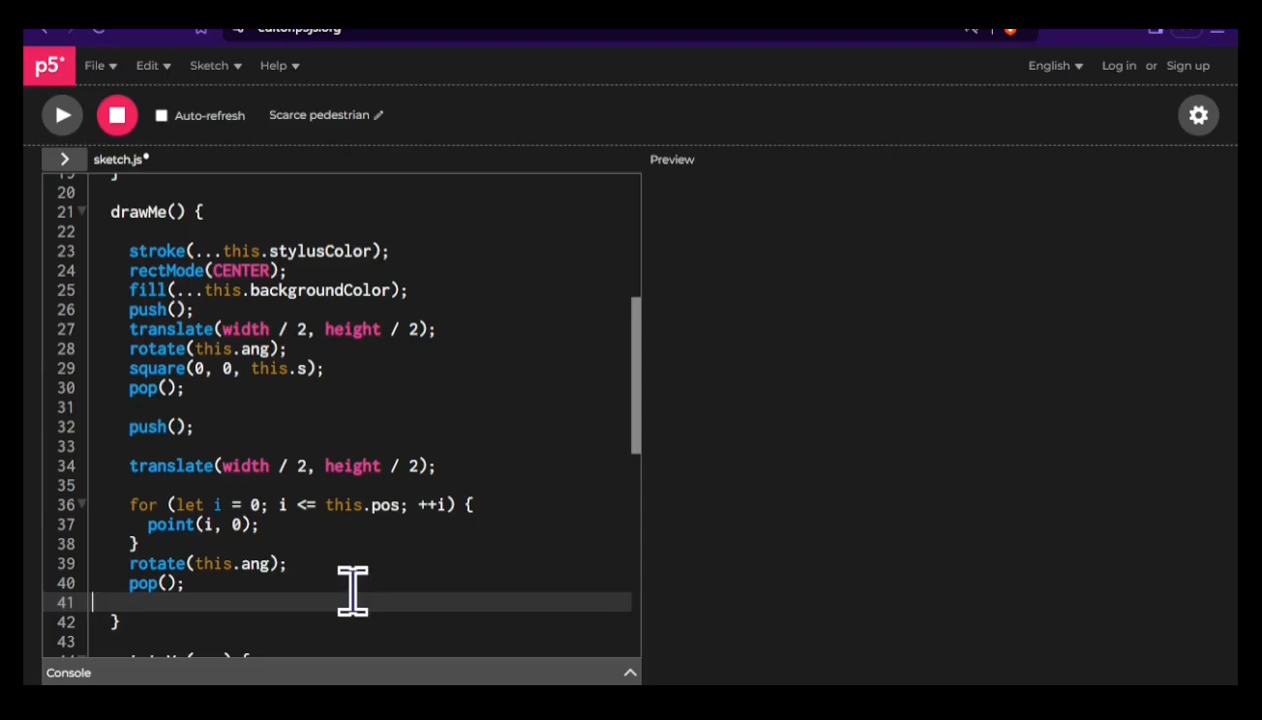 editor.p5js.org
p5* File Edit Sketch Help English Log in or Sign up
Auto-refresh Scarce pedestrian
sketch.js Preview
19 }
20
21 drawMe() {
22
23 stroke(...this.stylusColor);
24 rectMode(CENTER);
25 fill(...this.backgroundColor);
26 push();
27 translate(width / 2, height / 2);
28 rotate(this.ang);
29 square(0, 0, this.s);
30 pop();
31
32 push();
33
34 translate(width / 2, height / 2);
35
36 for (let i = 0; i <= this.pos; ++i) {
37 point(i, 0);
38 }
39 rotate(this.ang);
40 pop();
41
42 }
43
Console